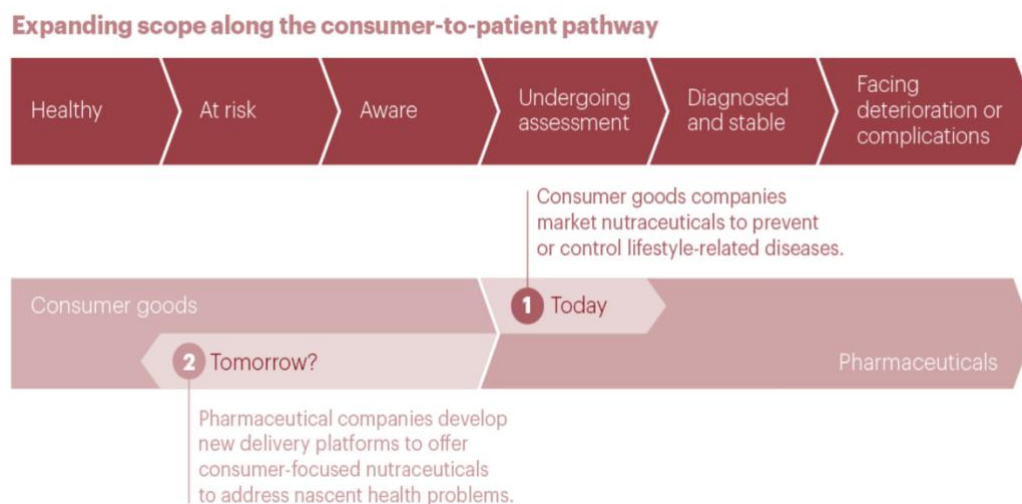 Expanding scope along the consumer-to-patient pathway
Healthy
At risk
Aware
Undergoing
assessment
Diagnosed
and stable
Facing
deterioration or
complications
Consumer goods companies
market nutraceuticals to prevent
or control lifestyle-related diseases.
Consumer goods
1 Today
2 Tomorrow?
Pharmaceuticals
Pharmaceutical companies develop
new delivery platforms to offer
consumer-focused nutraceuticals
to address nascent health problems.